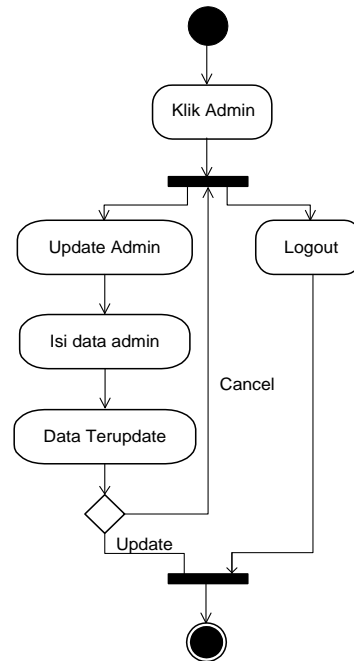 Klik Admin
Update Admin
Logout
Isi data admin
Cancel
Data Terupdate
Update